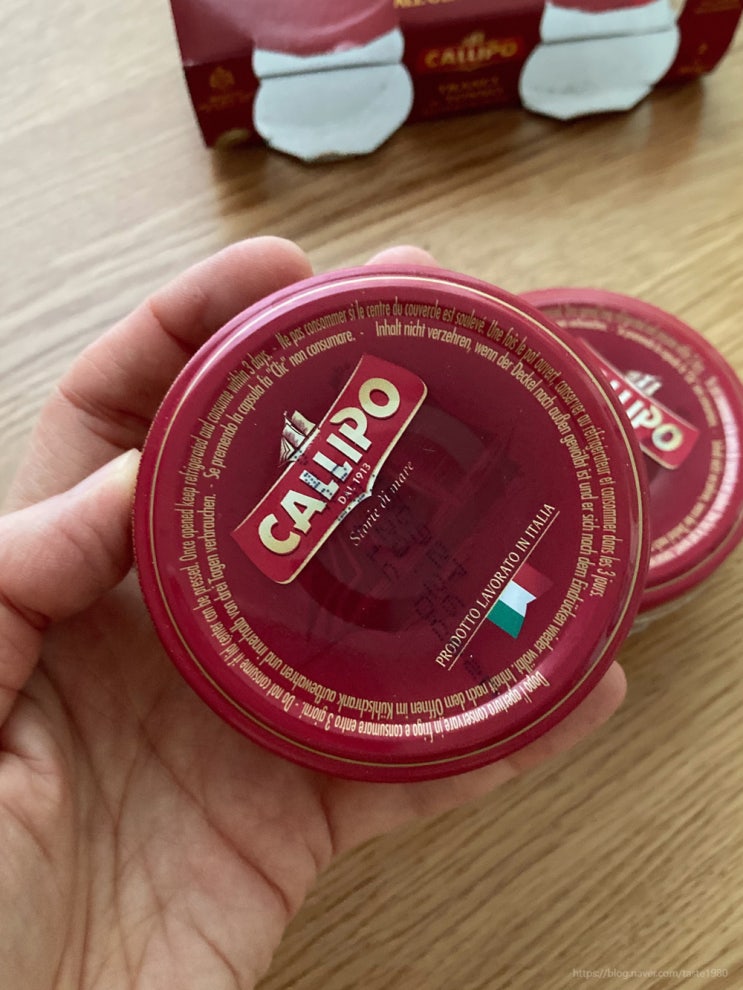 CALLIPO
CALLIPO
DAL 1913
Storie di mare
PRODOTTO LAVORATO IN ITALIA
Dopo l'apertura conservare in frigo e consumare entro 3 giorni. · Do not consume if lid center can be pressed. Once opened keep refrigerated and consume within 3 days. · Ne pas consommer si le centre du couvercle est soulevé. Une fois le pot ouvert, conserver au réfrigérateur et consommer dans les 3 jours.
Inhalt nicht verzehren, wenn der Deckel nach außen gewölbt ist und er sich nach dem Eindrücken wieder wölbt. Inhalt nach dem Öffnen im Kühlschrank aufbewahren und innerhalb von drei Tagen verbrauchen. · Se premendo la capsula fa "Clic" non consumare. ·
https://blog.naver.com/taste1980